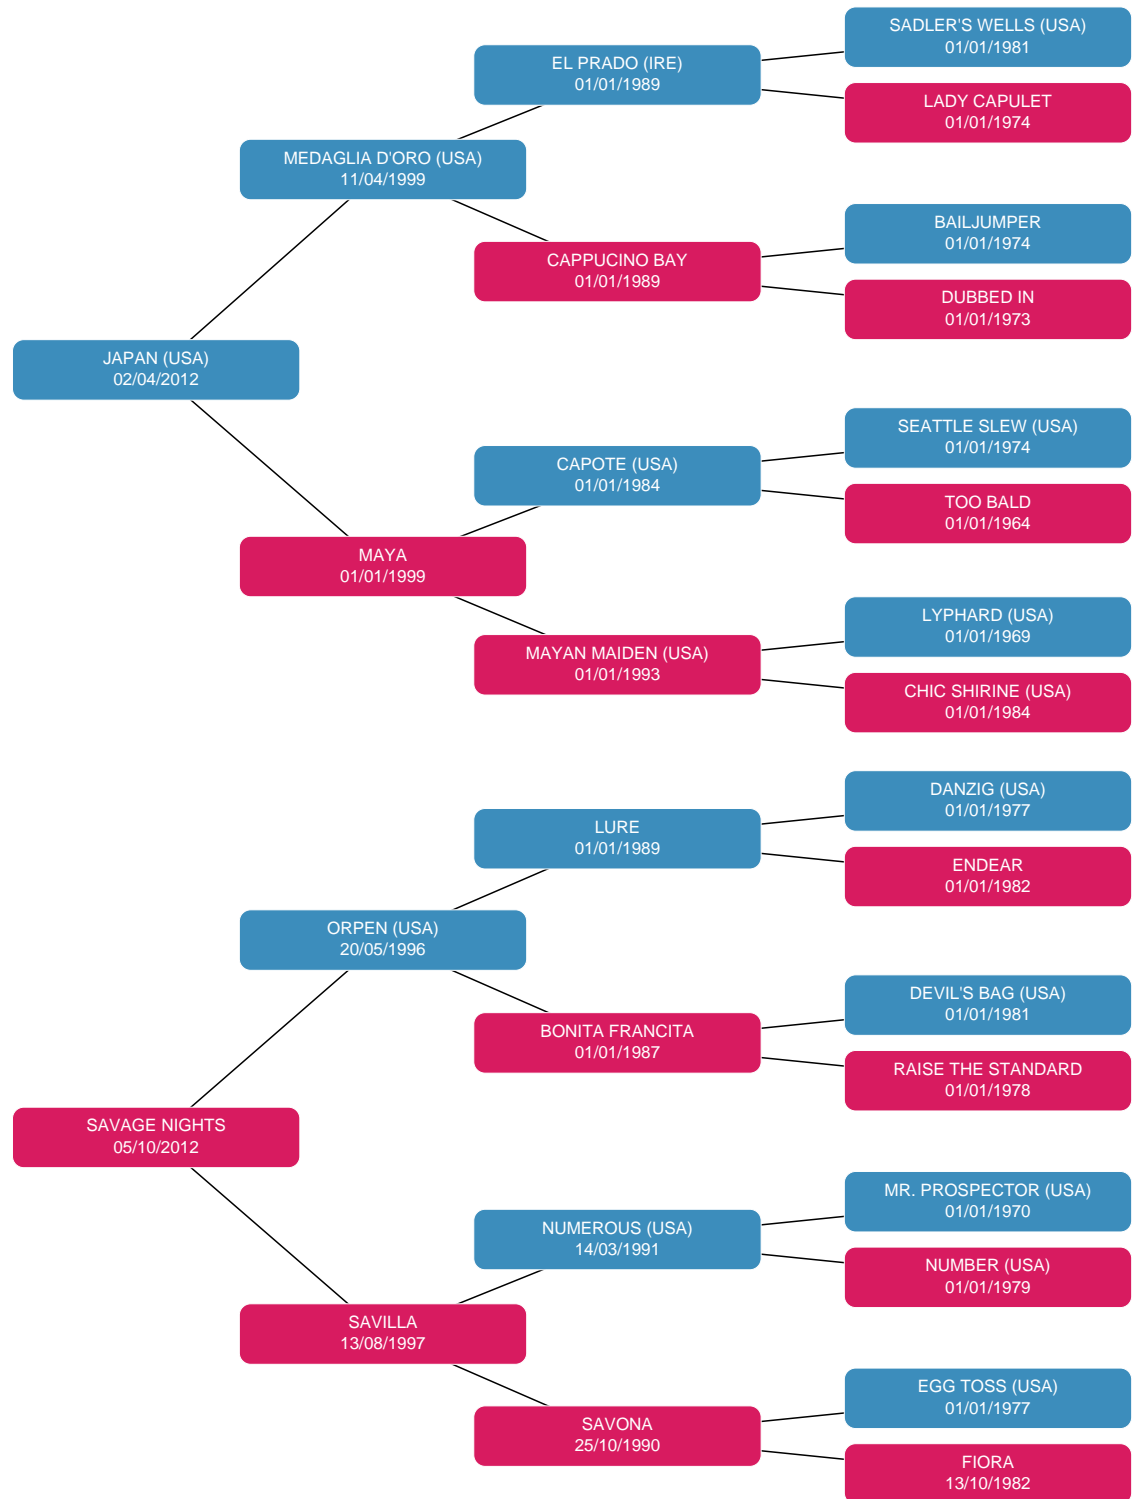 SADLER'S WELLS (USA)
01/01/1981
EL PRADO (IRE)
01/01/1989
LADY CAPULET
01/01/1974
MEDAGLIA D'ORO (USA)
11/04/1999
BAILJUMPER
01/01/1974
CAPPUCINO BAY
01/01/1989
DUBBED IN
01/01/1973
JAPAN (USA)
02/04/2012
SEATTLE SLEW (USA)
01/01/1974
CAPOTE (USA)
01/01/1984
TOO BALD
01/01/1964
MAYA
01/01/1999
LYPHARD (USA)
01/01/1969
MAYAN MAIDEN (USA)
01/01/1993
CHIC SHIRINE (USA)
01/01/1984
DANZIG (USA)
01/01/1977
LURE
01/01/1989
ENDEAR
01/01/1982
ORPEN (USA)
20/05/1996
DEVIL'S BAG (USA)
01/01/1981
BONITA FRANCITA
01/01/1987
RAISE THE STANDARD
01/01/1978
SAVAGE NIGHTS
05/10/2012
MR. PROSPECTOR (USA)
01/01/1970
NUMEROUS (USA)
14/03/1991
NUMBER (USA)
01/01/1979
SAVILLA
13/08/1997
EGG TOSS (USA)
01/01/1977
SAVONA
25/10/1990
FIORA
13/10/1982